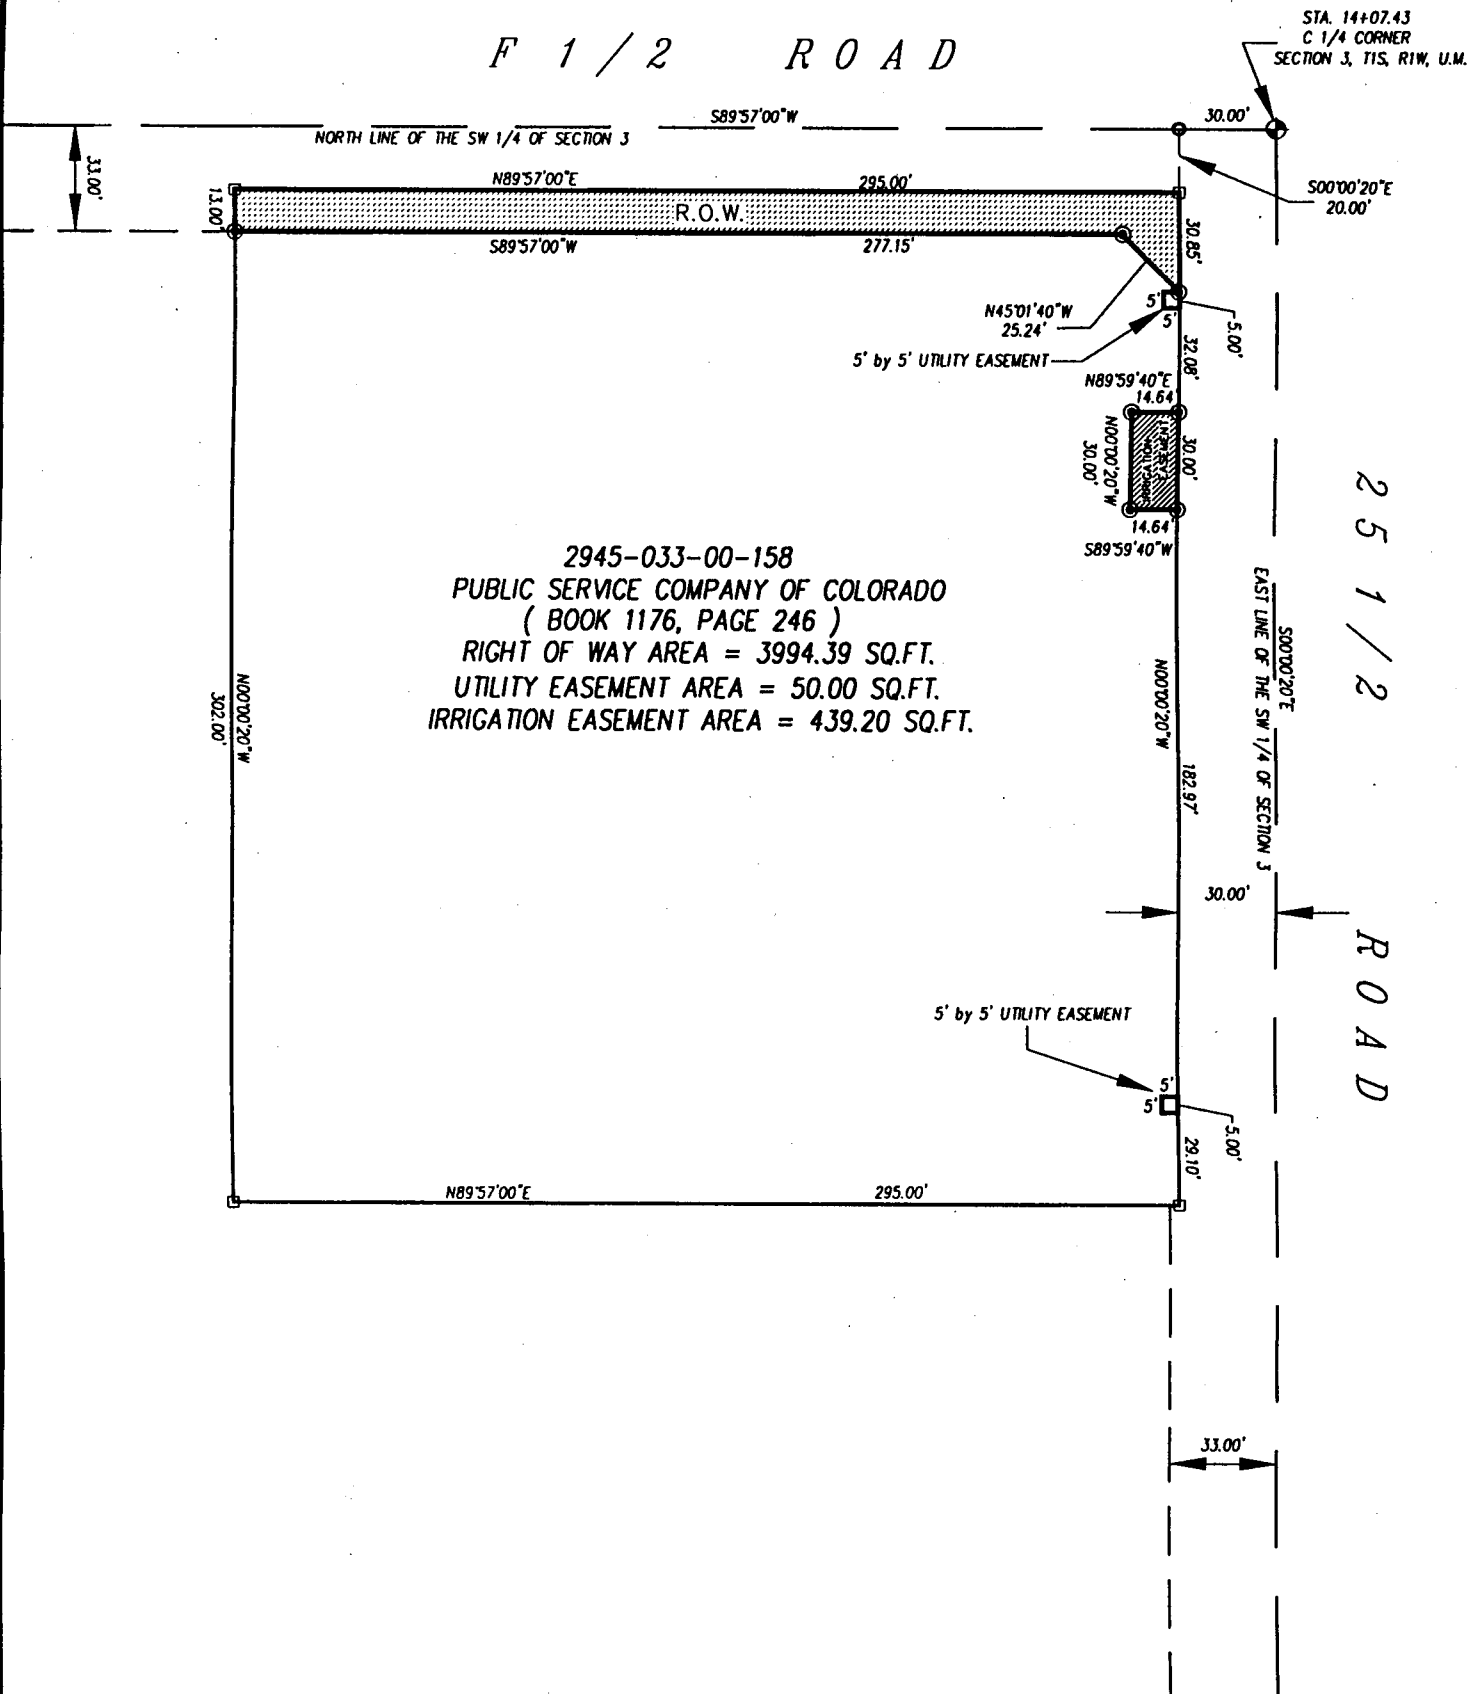 STA. 14+07.43
C 1/4 CORNER
SECTION 3, T1S, R1W, U.M.
F 1/2 ROAD
S89°57'00"W
30.00'
NORTH LINE OF THE SW 1/4 OF SECTION 3
33.00'
S00°00'20"E
20.00'
N89°57'00"E
295.00'
13.00'
R.O.W.
30.85'
S89°57'00"W
277.15'
N45°01'40"W
25.24'
5'
5'
5.00'
5' by 5' UTILITY EASEMENT
32.08'
N89°59'40"E
14.64'
N00°00'20"W
30.00'
IRRIGATION
EASEMENT
30.00'
14.64'
S89°59'40"W
25 1/2 ROAD
2945-033-00-158
PUBLIC SERVICE COMPANY OF COLORADO
( BOOK 1176, PAGE 246 )
RIGHT OF WAY AREA = 3994.39 SQ.FT.
UTILITY EASEMENT AREA = 50.00 SQ.FT.
IRRIGATION EASEMENT AREA = 439.20 SQ.FT.
S00°00'20"E
EAST LINE OF THE SW 1/4 OF SECTION 3
N00°00'20"W
302.00'
N00°00'20"W
182.97'
30.00'
5' by 5' UTILITY EASEMENT
5'
5'
5.00'
29.10'
N89°57'00"E
295.00'
33.00'